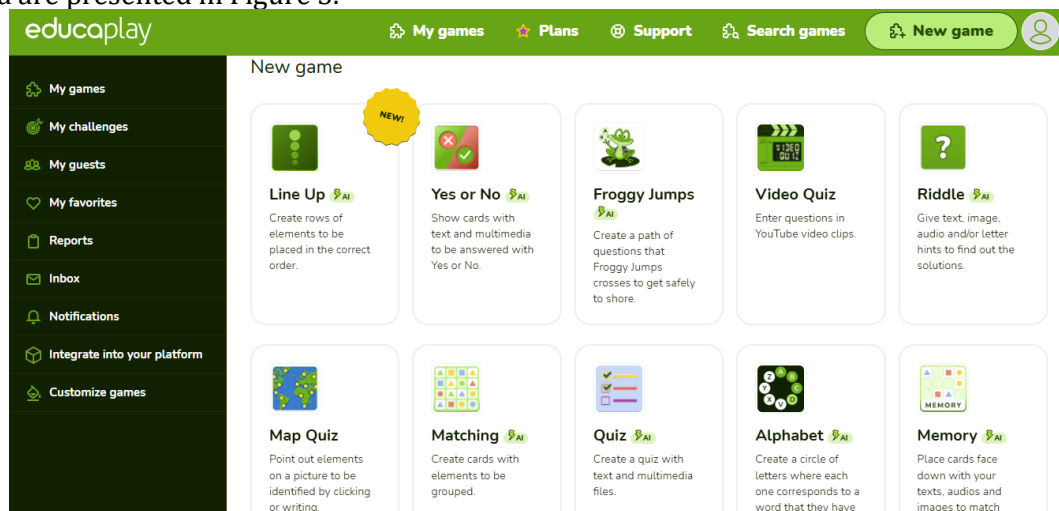 a are presented in Figure 3.
educaplay
My games
Plans
Support
Search games
New game
My games
My challenges
My guests
My favorites
Reports
Inbox
Notifications
Integrate into your platform
Customize games
New game
NEW!
Line Up AI
Create rows of
elements to be
placed in the correct
order.
Yes or No AI
Show cards with
text and multimedia
to be answered with
Yes or No.
Froggy Jumps
AI
Create a path of
questions that
Froggy Jumps
crosses to get safely
to shore.
VIDEO
QUIZ
Video Quiz
Enter questions in
YouTube video clips.
?
Riddle AI
Give text, image,
audio and/or letter
hints to find out the
solutions.
Map Quiz
Point out elements
on a picture to be
identified by clicking
or writing.
Matching AI
Create cards with
elements to be
grouped.
Quiz AI
Create a quiz with
text and multimedia
files.
Z A B
Y C
X V D
Alphabet AI
Create a circle of
letters where each
one corresponds to a
word that they have
MEMORY
Memory AI
Place cards face
down with your
texts, audios and
images to match